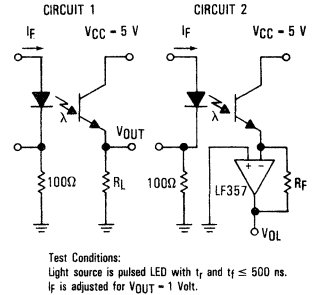 CIRCUIT 1
CIRCUIT 2
IF
VCC = 5 V
IF
VCC = 5 V
λ
λ
VOUT
+ −
100Ω
RL
100Ω
LF357
RF
VOL
Test Conditions:
Light source is pulsed LED with tr and tf ≤ 500 ns.
IF is adjusted for VOUT = 1 Volt.